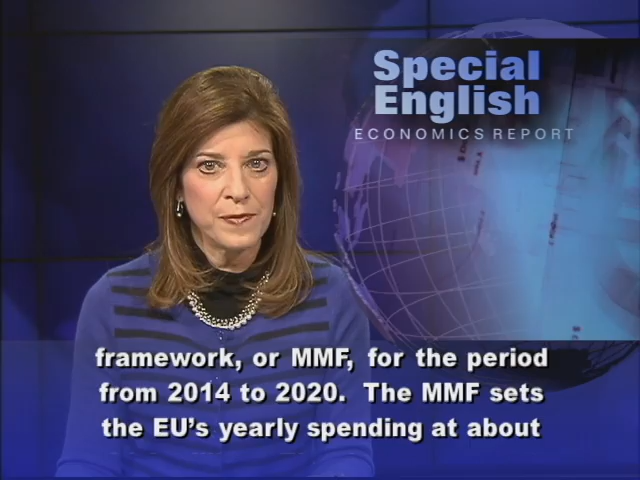 Special
English
ECONOMICS REPORT
framework, or MMF, for the period
from 2014 to 2020. The MMF sets
the EU's yearly spending at about